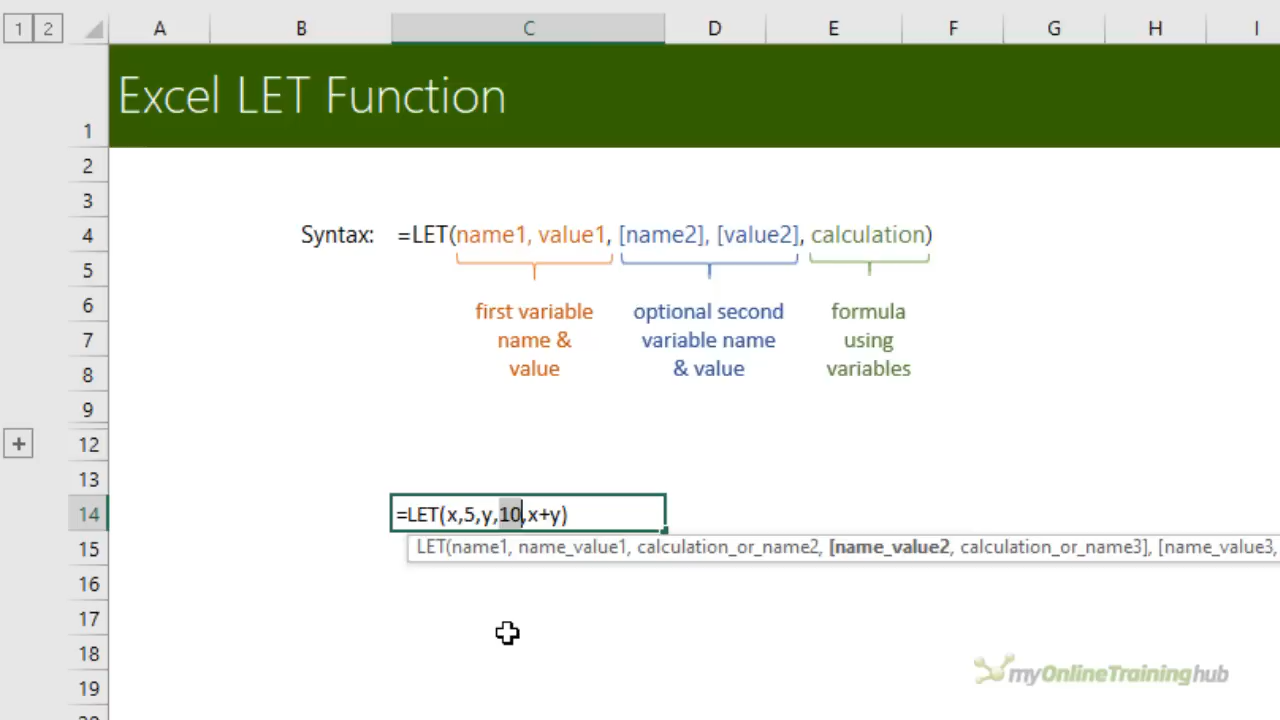 1 2
A B C D E F G H I
1 Excel LET Function
2
3
4 Syntax: =LET(name1, value1, [name2], [value2], calculation)
5
6 first variable optional second formula
7 name & variable name using
8 value & value variables
9
+ 12
13
14 =LET(x,5,y,10,x+y)
15 LET(name1, name_value1, calculation_or_name2, [name_value2, calculation_or_name3], [name_value3,
16
17
18
19 myOnlineTraininghub